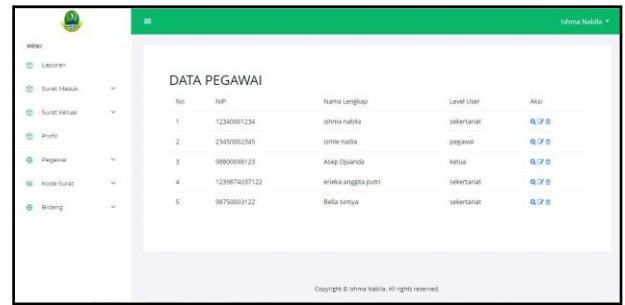 Ishma Nabila
MENU
Laporan
Surat Masuk
Surat Keluar
Profil
Pegawai
Kode Surat
Bidang
DATA PEGAWAI
No NIP Nama Lengkap Level User Aksi
1 12340001234 ishma nabila sekertariat
2 23450002345 ismie nadia pegawai
3 98800098123 Asep Djuanda ketua
4 1239874037122 erieka anggita putri sekertariat
5 98750003122 Bella sintiya sekertariat
Copyright © Ishma Nabila. All rights reserved.